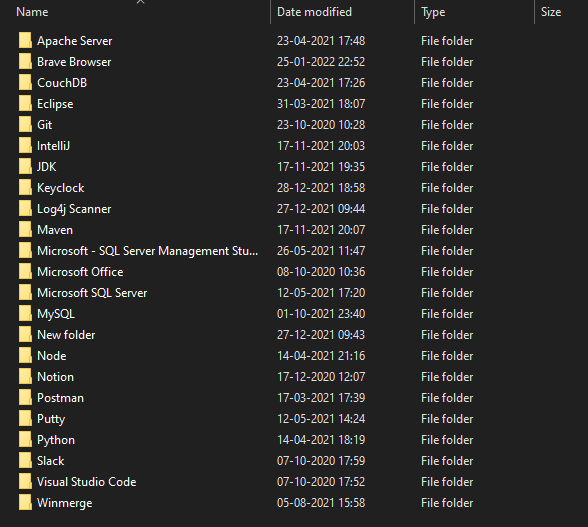 Name Date modified Type Size
Apache Server 23-04-2021 17:48 File folder
Brave Browser 25-01-2022 22:52 File folder
CouchDB 23-04-2021 17:26 File folder
Eclipse 31-03-2021 18:07 File folder
Git 23-10-2020 10:28 File folder
IntelliJ 17-11-2021 20:03 File folder
JDK 17-11-2021 19:35 File folder
Keyclock 28-12-2021 18:58 File folder
Log4j Scanner 27-12-2021 09:44 File folder
Maven 17-11-2021 20:07 File folder
Microsoft - SQL Server Management Stu... 26-05-2021 11:47 File folder
Microsoft Office 08-10-2020 10:36 File folder
Microsoft SQL Server 12-05-2021 17:20 File folder
MySQL 01-10-2021 23:40 File folder
New folder 27-12-2021 09:43 File folder
Node 14-04-2021 21:16 File folder
Notion 17-12-2020 12:07 File folder
Postman 17-03-2021 17:39 File folder
Putty 12-05-2021 14:24 File folder
Python 14-04-2021 18:19 File folder
Slack 07-10-2020 17:59 File folder
Visual Studio Code 07-10-2020 17:52 File folder
Winmerge 05-08-2021 15:58 File folder